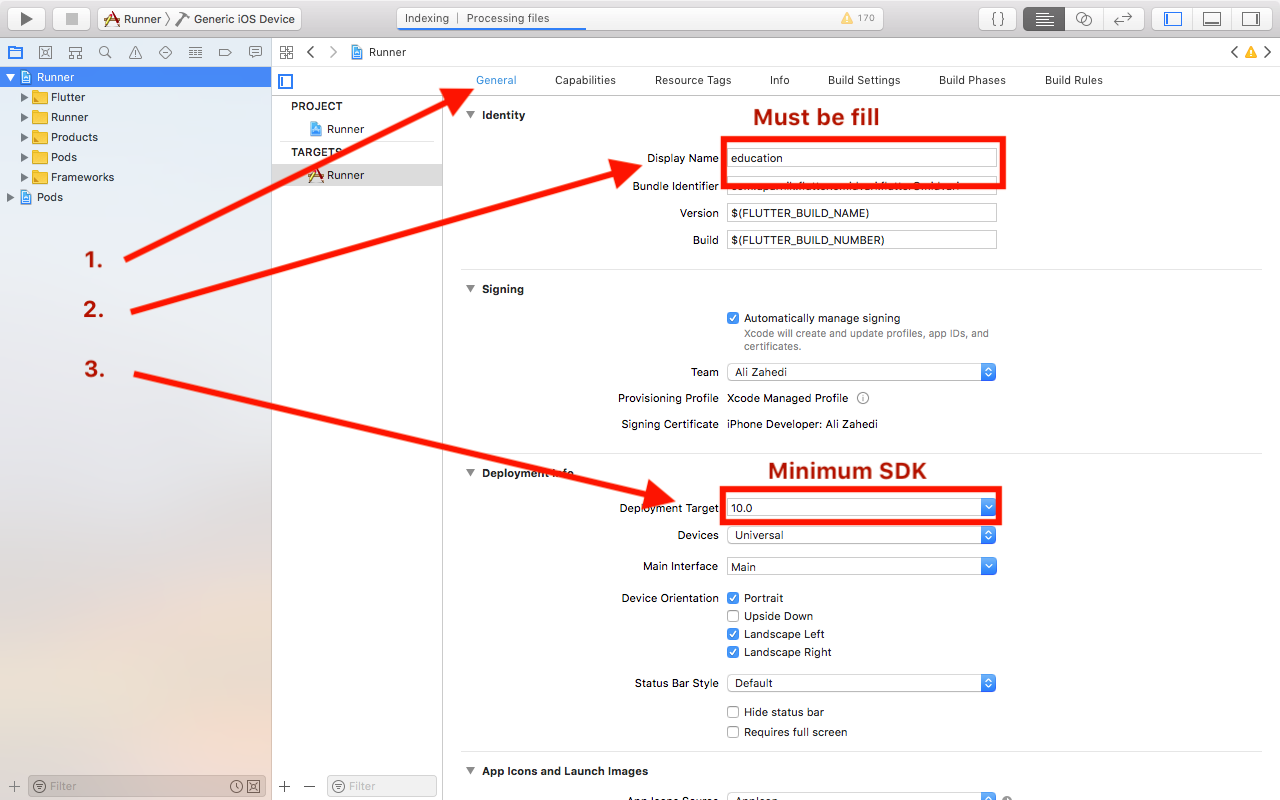 Runner
Generic iOS Device
Indexing | Processing files
170
Runner
Runner
Flutter
Runner
Products
Pods
Frameworks
Pods
General
Capabilities
Resource Tags
Info
Build Settings
Build Phases
Build Rules
PROJECT
Runner
TARGETS
Runner
Identity
Must be fill
Display Name
education
Bundle Identifier
Version
$(FLUTTER_BUILD_NAME)
Build
$(FLUTTER_BUILD_NUMBER)
1.
2.
3.
Signing
Automatically manage signing
Xcode will create and update profiles, app IDs, and
certificates.
Team
Ali Zahedi
Provisioning Profile
Xcode Managed Profile
Signing Certificate
iPhone Developer: Ali Zahedi
Deployment Info
Minimum SDK
Deployment Target
10.0
Devices
Universal
Main Interface
Main
Device Orientation
Portrait
Upside Down
Landscape Left
Landscape Right
Status Bar Style
Default
Hide status bar
Requires full screen
App Icons and Launch Images
App Icons Source
AppIcon
Filter
Filter